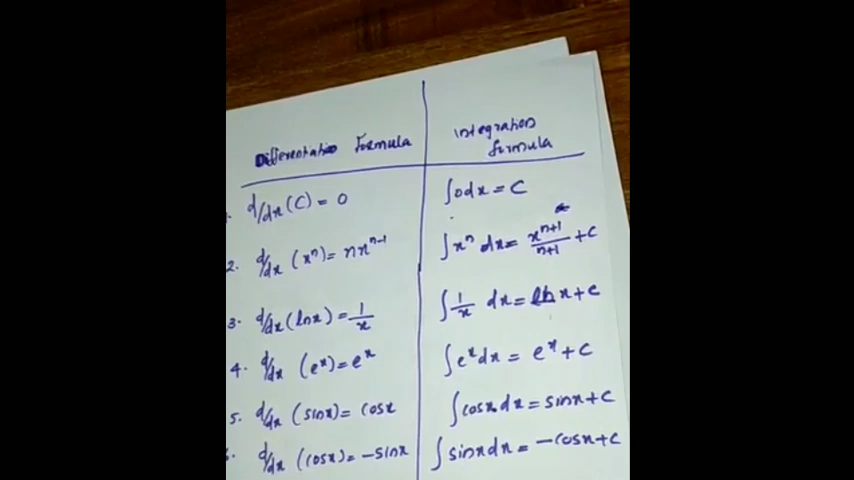 Differentiation Formula | integration formula
1. d/dx (C) = 0 | ∫0dx = C
2. d/dx (xⁿ) = nxⁿ⁻¹ | ∫xⁿ dx = xⁿ⁺¹/n+1 + C
3. d/dx (lnx) = 1/x | ∫1/x dx = ln x + c
4. d/dx (eˣ) = eˣ | ∫eˣdx = eˣ + C
5. d/dx (sinx) = cosx | ∫cosx dx = sinx + C
d/dx (cosx) = -sinx | ∫sinxdx = -cosx + C